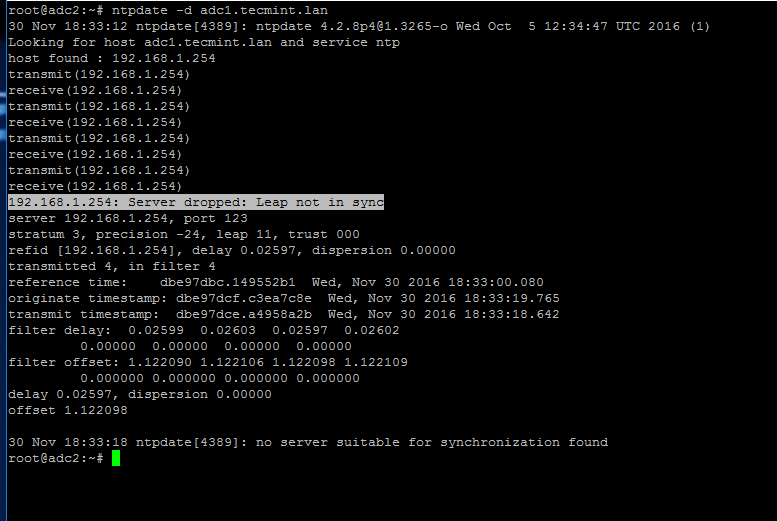 root@adc2:~# ntpdate -d adc1.tecmint.lan
30 Nov 18:33:12 ntpdate[4389]: ntpdate 4.2.8p4@1.3265-o Wed Oct  5 12:34:47 UTC 2016 (1)
Looking for host adc1.tecmint.lan and service ntp
host found : 192.168.1.254
transmit(192.168.1.254)
receive(192.168.1.254)
transmit(192.168.1.254)
receive(192.168.1.254)
transmit(192.168.1.254)
receive(192.168.1.254)
transmit(192.168.1.254)
receive(192.168.1.254)
192.168.1.254: Server dropped: Leap not in sync
server 192.168.1.254, port 123
stratum 3, precision -24, leap 11, trust 000
refid [192.168.1.254], delay 0.02597, dispersion 0.00000
transmitted 4, in filter 4
reference time:    dbe97dbc.149552b1  Wed, Nov 30 2016 18:33:00.080
originate timestamp: dbe97dcf.c3ea7c8e  Wed, Nov 30 2016 18:33:19.765
transmit timestamp:  dbe97dce.a4958a2b  Wed, Nov 30 2016 18:33:18.642
filter delay:  0.02599  0.02603  0.02597  0.02602
         0.00000  0.00000  0.00000  0.00000
filter offset: 1.122090 1.122106 1.122098 1.122109
         0.000000 0.000000 0.000000 0.000000
delay 0.02597, dispersion 0.00000
offset 1.122098
30 Nov 18:33:18 ntpdate[4389]: no server suitable for synchronization found
root@adc2:~#